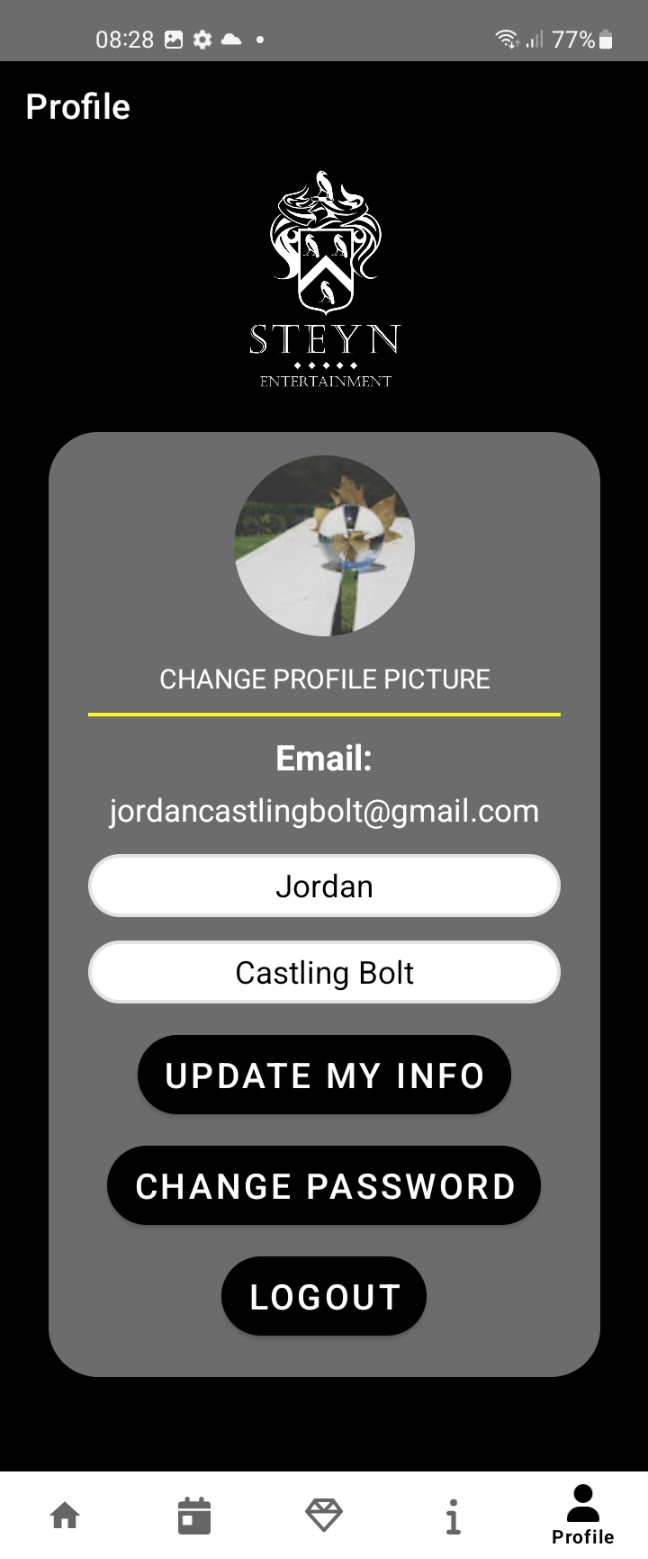 08:28
77%
Profile
STEYN
ENTERTAINMENT
CHANGE PROFILE PICTURE
Email:
jordancastlingbolt@gmail.com
Jordan
Castling Bolt
UPDATE MY INFO
CHANGE PASSWORD
LOGOUT
Profile